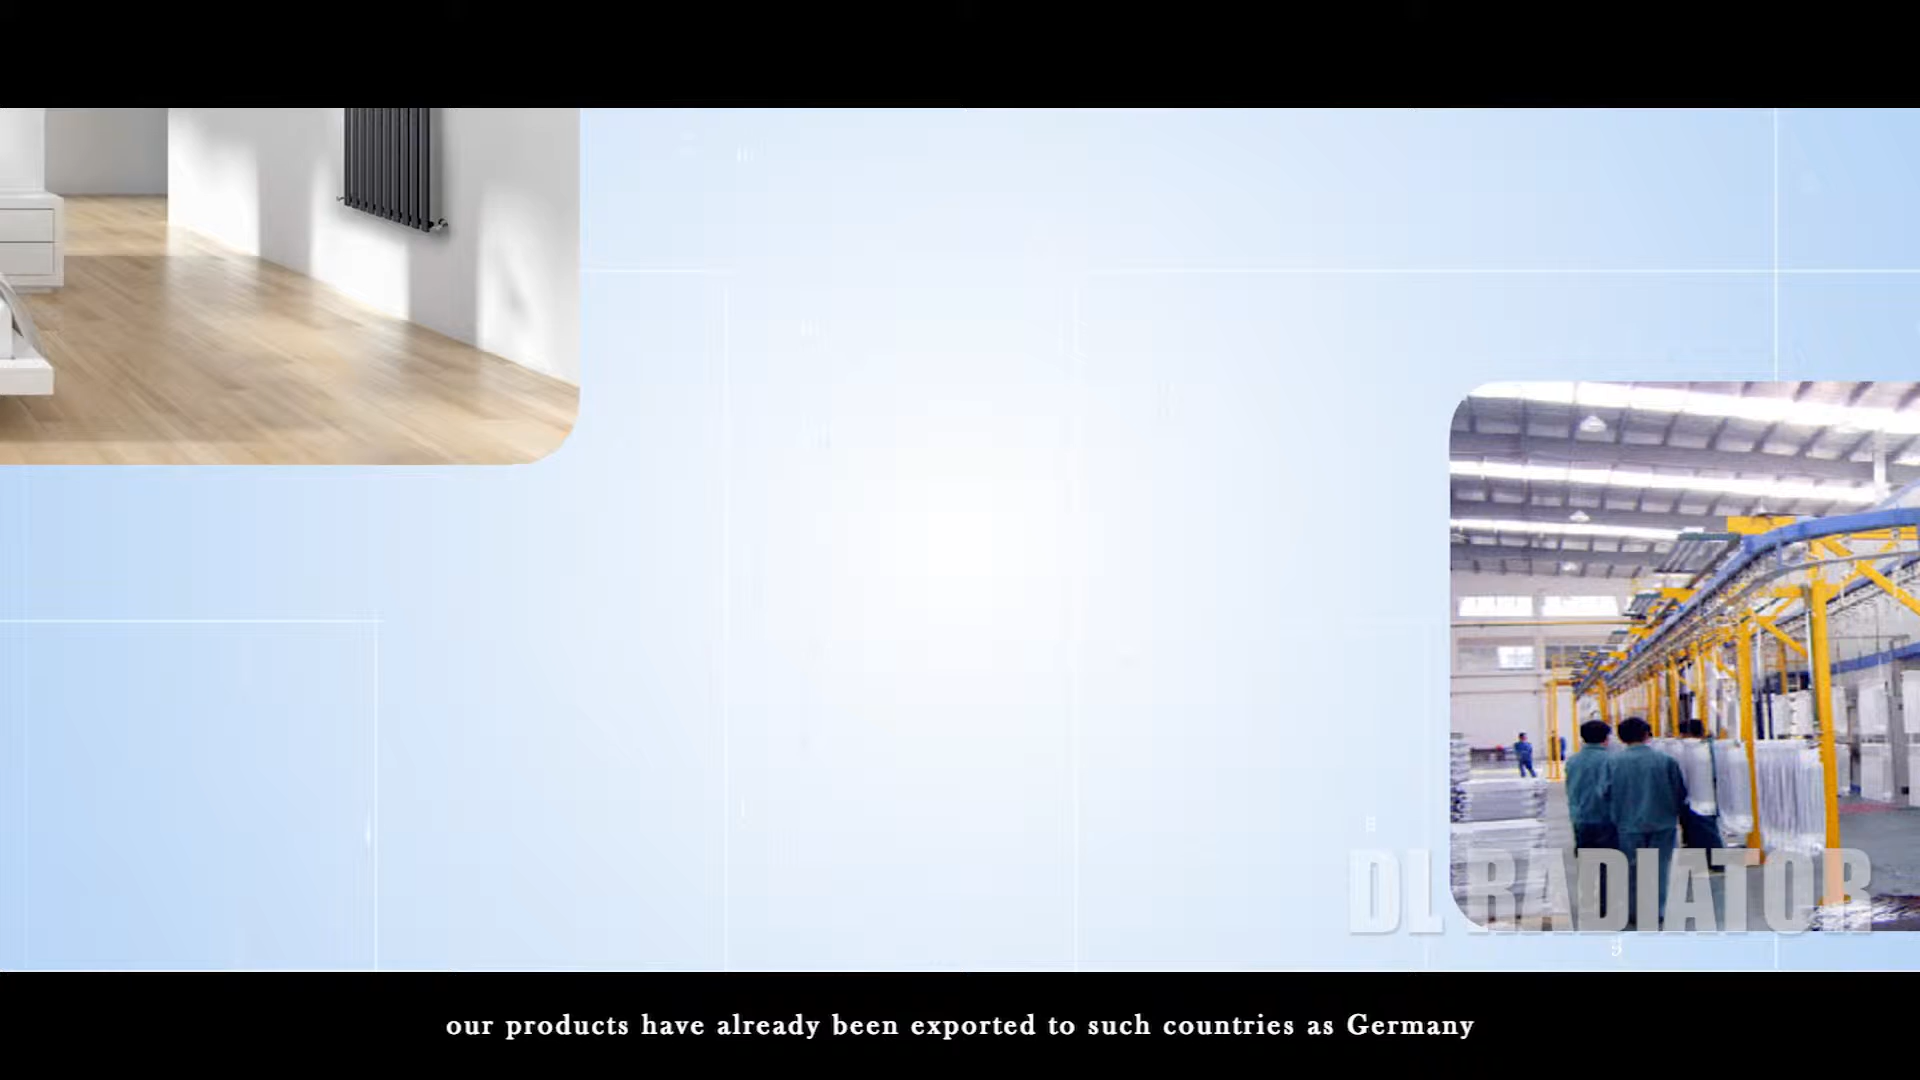 DL RADIATOR
our products have already been exported to such countries as Germany